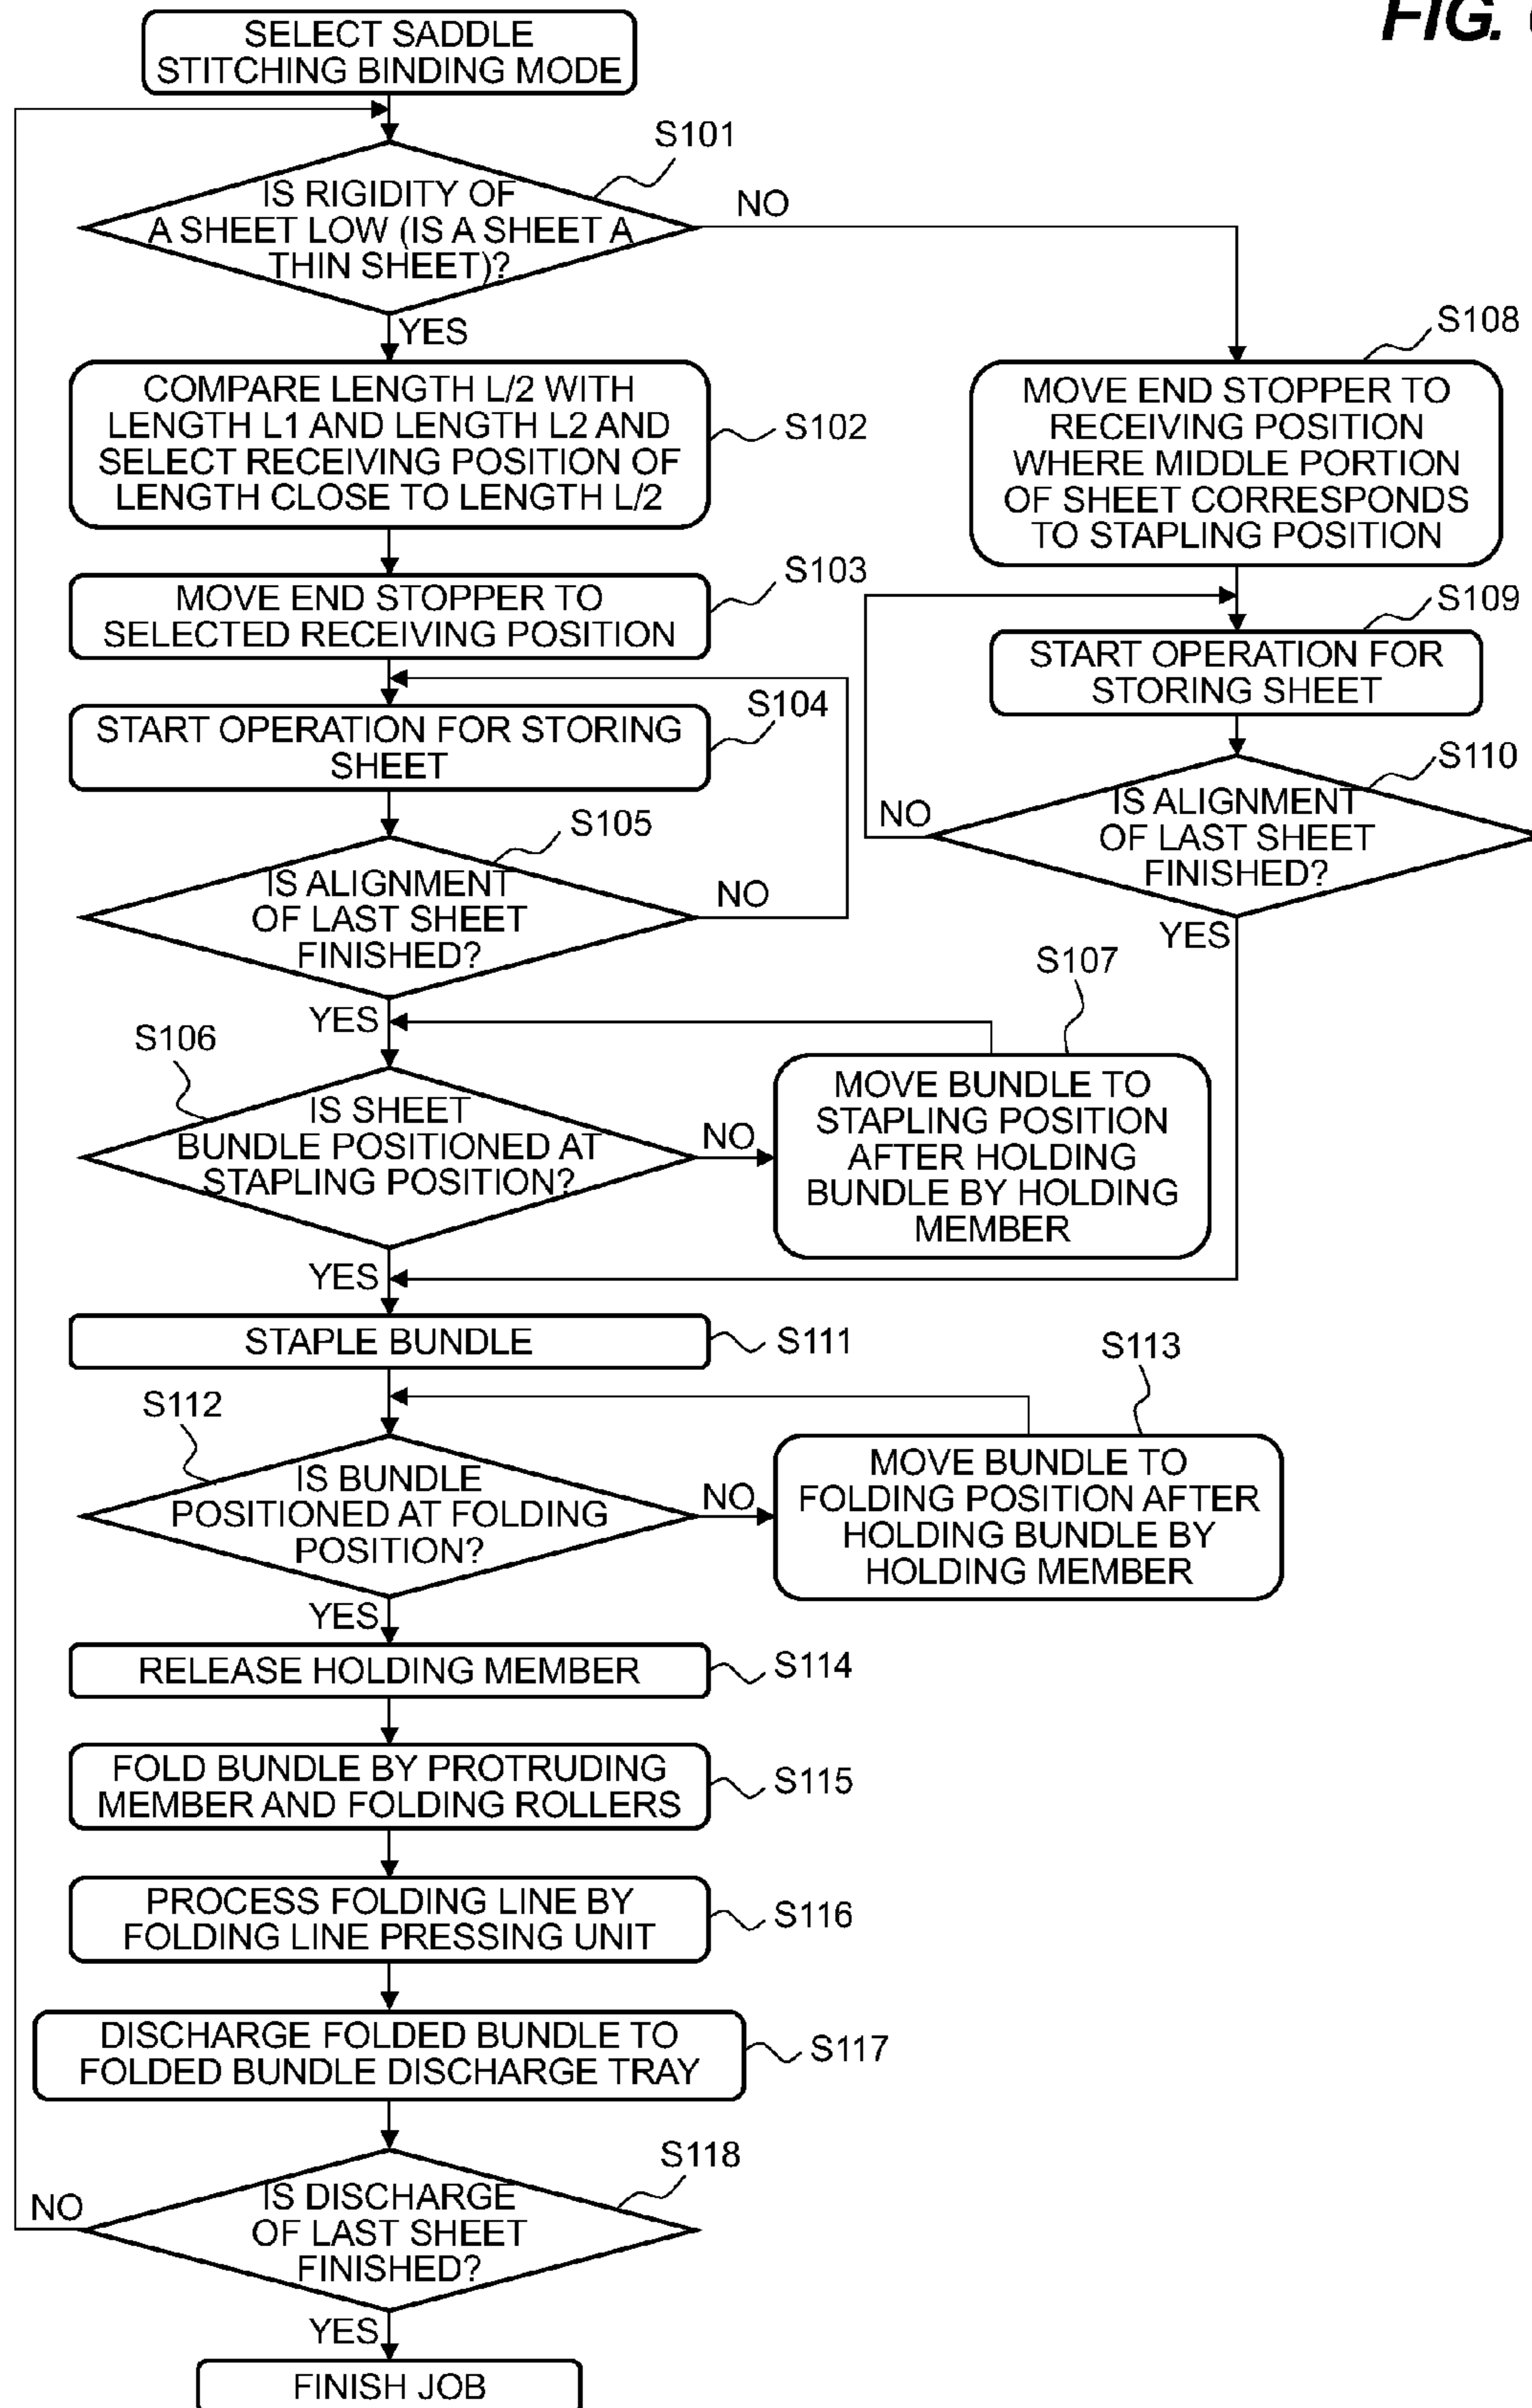 FIG.
SELECT SADDLE
STITCHING BINDING MODE
S101
IS RIGIDITY OF
A SHEET LOW (IS A SHEET A
THIN SHEET)?
NO
YES
S108
COMPARE LENGTH L/2 WITH
LENGTH L1 AND LENGTH L2 AND
SELECT RECEIVING POSITION OF
LENGTH CLOSE TO LENGTH L/2
S102
MOVE END STOPPER TO
RECEIVING POSITION
WHERE MIDDLE PORTION
OF SHEET CORRESPONDS
TO STAPLING POSITION
S103
MOVE END STOPPER TO
SELECTED RECEIVING POSITION
S109
START OPERATION FOR
STORING SHEET
S104
START OPERATION FOR STORING
SHEET
S110
IS ALIGNMENT
OF LAST SHEET
FINISHED?
NO
YES
S105
IS ALIGNMENT
OF LAST SHEET
FINISHED?
NO
YES
S107
S106
IS SHEET
BUNDLE POSITIONED AT
STAPLING POSITION?
NO
MOVE BUNDLE TO
STAPLING POSITION
AFTER HOLDING
BUNDLE BY HOLDING
MEMBER
YES
STAPLE BUNDLE
S111
S113
S112
IS BUNDLE
POSITIONED AT FOLDING
POSITION?
NO
MOVE BUNDLE TO
FOLDING POSITION AFTER
HOLDING BUNDLE BY
HOLDING MEMBER
YES
RELEASE HOLDING MEMBER
S114
FOLD BUNDLE BY PROTRUDING
MEMBER AND FOLDING ROLLERS
S115
PROCESS FOLDING LINE BY
FOLDING LINE PRESSING UNIT
S116
DISCHARGE FOLDED BUNDLE TO
FOLDED BUNDLE DISCHARGE TRAY
S117
S118
IS DISCHARGE
OF LAST SHEET
FINISHED?
NO
YES
FINISH JOB